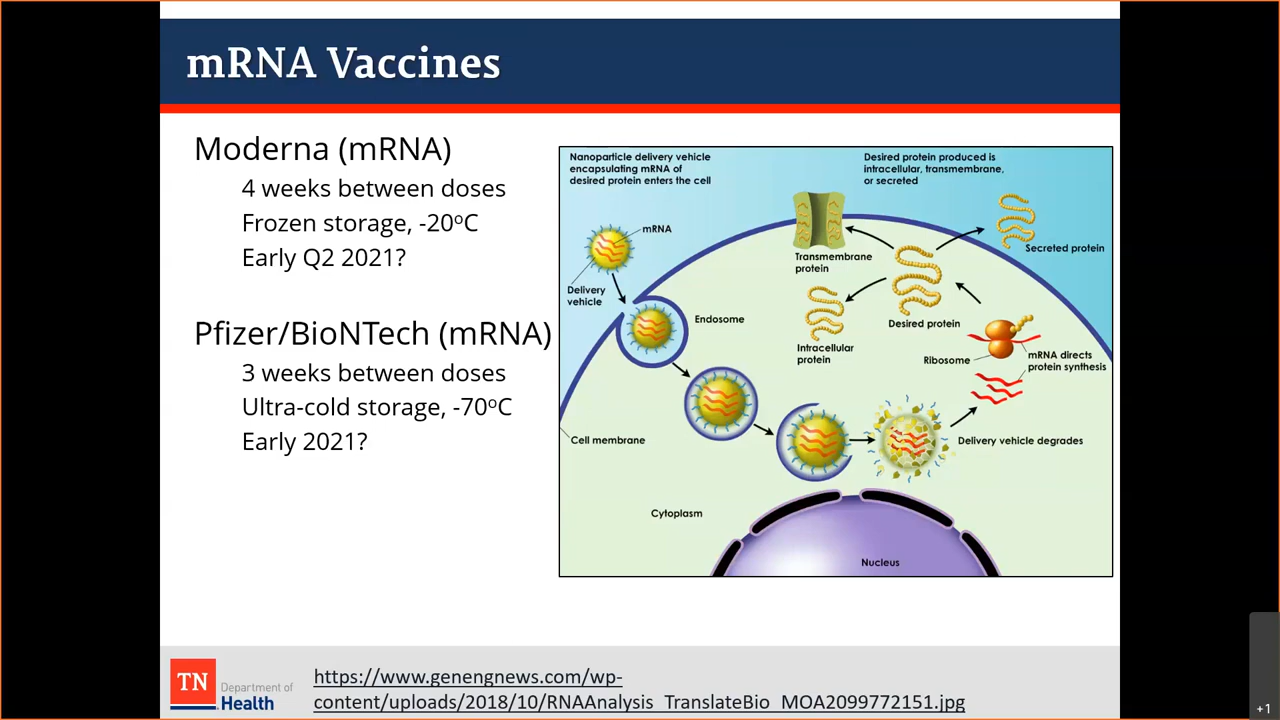 mRNA Vaccines
Moderna (mRNA)
4 weeks between doses
Frozen storage, -20ºC
Early Q2 2021?
Pfizer/BioNTech (mRNA)
3 weeks between doses
Ultra-cold storage, -70ºC
Early 2021?
Nanoparticle delivery vehicle
encapsulating mRNA of
desired protein enters the cell
Desired protein produced is
intracellular, transmembrane,
or secreted
mRNA
Delivery
vehicle
Endosome
Transmembrane
protein
Secreted protein
Intracellular
protein
Desired protein
Ribosome
mRNA directs
protein synthesis
Cell membrane
Delivery vehicle degrades
Cytoplasm
Nucleus
TN
Department of
Health
https://www.genengnews.com/wp-
content/uploads/2018/10/RNAAnalysis_TranslateBio_MOA2099772151.jpg
+1